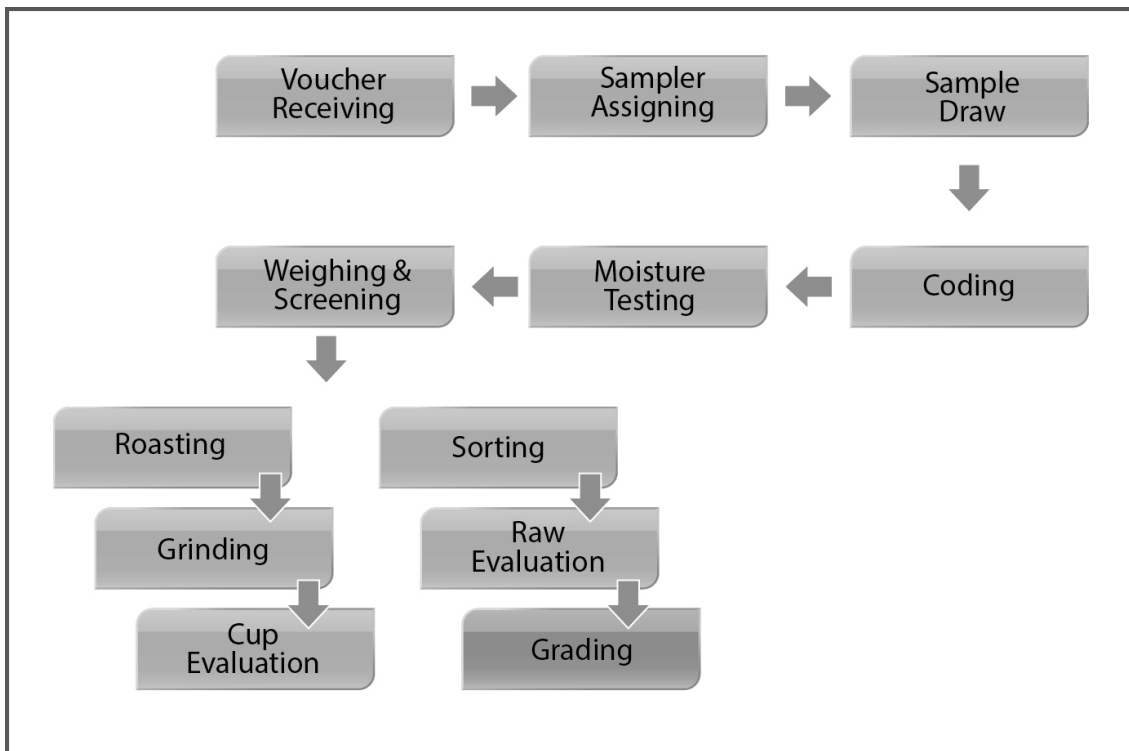 Voucher
Receiving
Sampler
Assigning
Sample
Draw
Coding
Moisture
Testing
Weighing &
Screening
Roasting
Grinding
Cup
Evaluation
Sorting
Raw
Evaluation
Grading